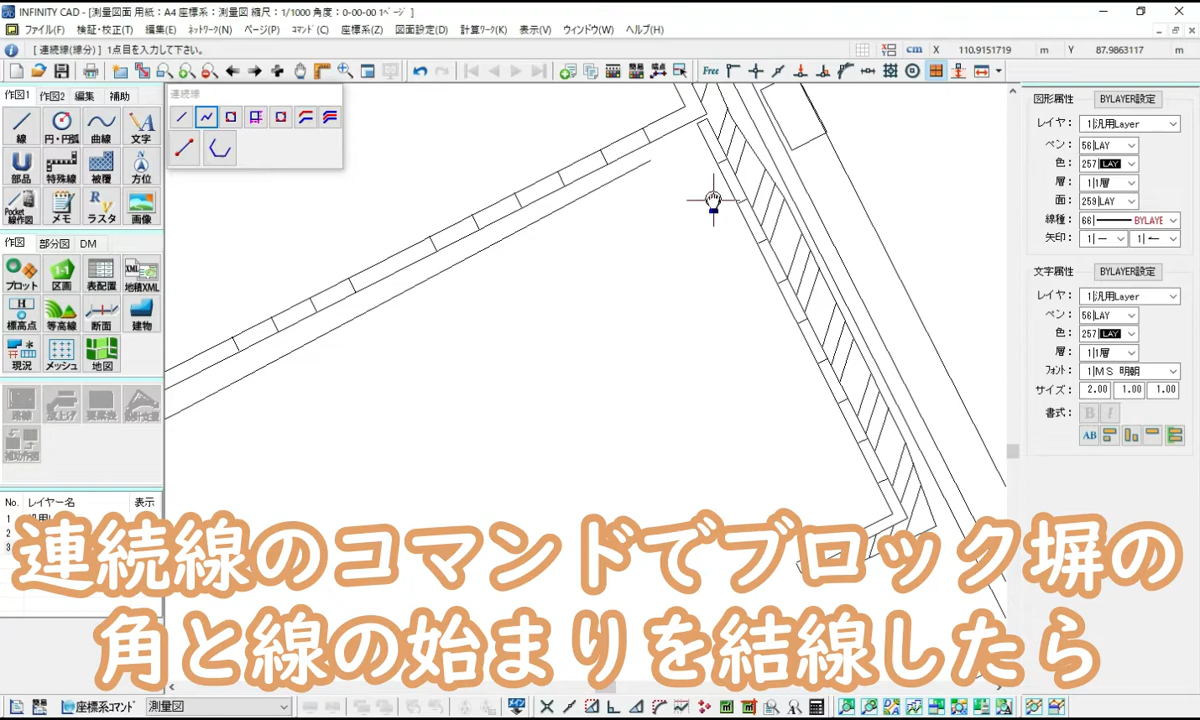 INFINITY CAD - [測量図面 用紙：A4 座標系：測量図 縮尺：1/1000 角度：0-00-00 1ページ ]
ファイル(F) 検証・校正(T) 編集(E) ネットワーク(N) ページ(P) コマンド(C) 座標系(Z) 図面設定(D) 計算ワーク(K) 表示(V) ウィンドウ(W) ヘルプ(H)
[連続線(線分)] 1点目を入力して下さい。
cm X 110.9151719 m Y 87.9863117 m
Free
作図1 作図2 編集 補助
連続線
線 円・円弧 曲線 文字
部品 特殊線 被覆 方位
Pocket 線作図 メモ ラスタ 画像
作図 部分図 DM
プロット 区画 表配置 地積XML
標高点 等高線 断面 建物
現況 メッシュ 地図
No. レイヤー名 表示
1
2
3
図形属性 BYLAYER設定
レイヤ： 1|汎用Layer
ペン： 56|LAY
色： 257|LAY
層： 1|1層
面： 259|LAY
線種： 66| BYLAYE
矢印： 1|ー 1|←
文字属性 BYLAYER設定
レイヤ： 1|汎用Layer
ペン： 56|LAY
色： 257|LAY
層： 1|1層
フォント： 1|ＭＳ 明朝
サイズ： 2.00 1.00 1.00
書式： B I
AB
連続線のコマンドでブロック塀の
角と線の始まりを結線したら
座標系コマンド 測量図